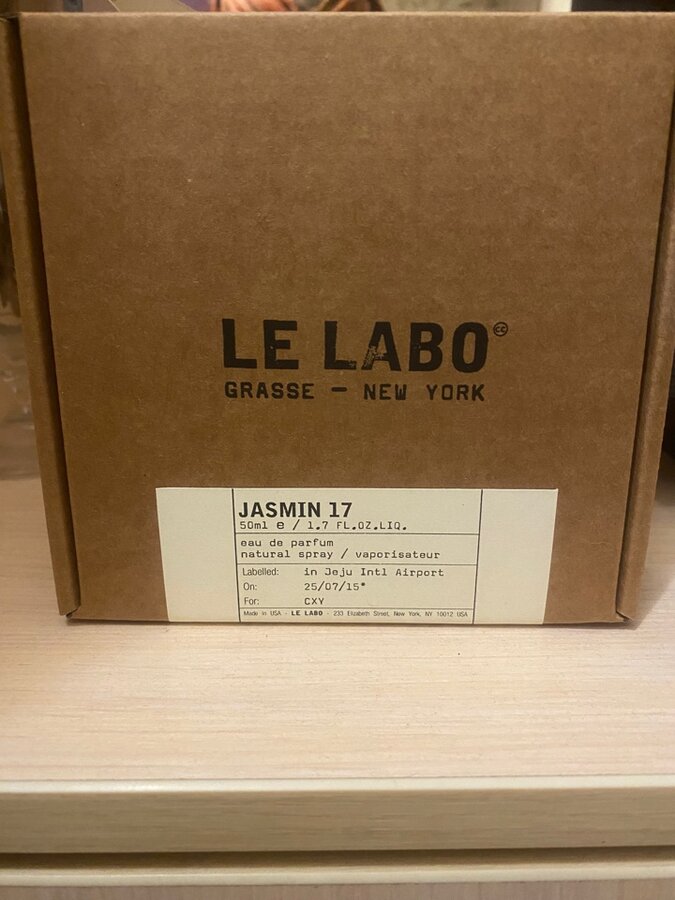 LE LABO
GRASSE — NEW YORK
JASMIN 17
50ml e / 1.7 FL.OZ.LIQ.
eau de parfum
natural spray / vaporisateur
Labelled: in Jeju Intl Airport
On: 25/07/15*
For: CXY
Made in USA - LE LABO - 233 Elizabeth Street, New York, NY 10012 USA